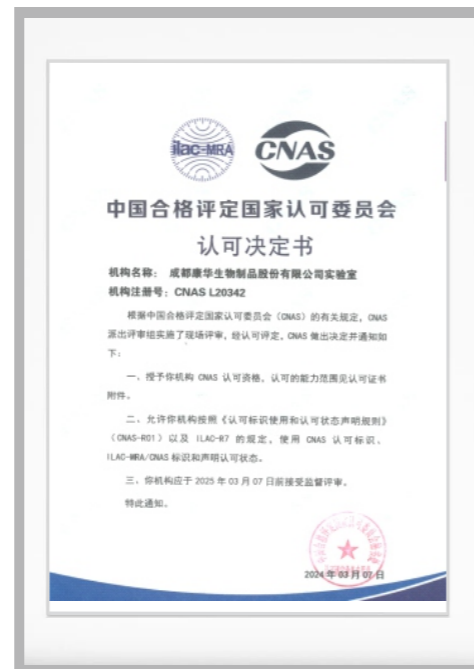 ilac-MRA
CNAS
中国合格评定国家认可委员会
认可决定书
机构名称： 成都康华生物制品股份有限公司实验室
机构注册号：CNAS L20342
根据中国合格评定国家认可委员会（CNAS）的有关规定，CNAS
派出评审组实施了现场评审，经认可评定，CNAS 做出决定并通知如
下：
一、授予你机构 CNAS 认可资格，认可的能力范围见认可证书
附件。
二、允许你机构按照《认可标识使用和认可状态声明规则》
（CNAS-R01）以及 ILAC-R7 的规定，使用 CNAS 认可标识、
ILAC-MRA/CNAS 标识和声明认可状态。
三、你机构应于 2025 年 03 月 07 日前接受监督评审。
特此通知。
2024 年 03 月 07 日